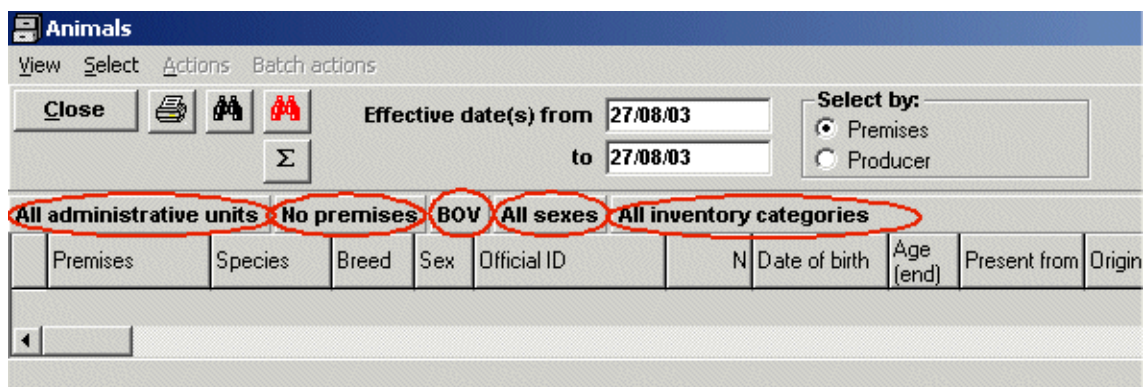 Animals
View Select Actions Batch actions
Close Effective date(s) from 27/08/03 Select by:
Premises
Σ to 27/08/03 Producer
All administrative units No premises BOV All sexes All inventory categories
Premises Species Breed Sex Official ID N Date of birth Age (end) Present from Origin